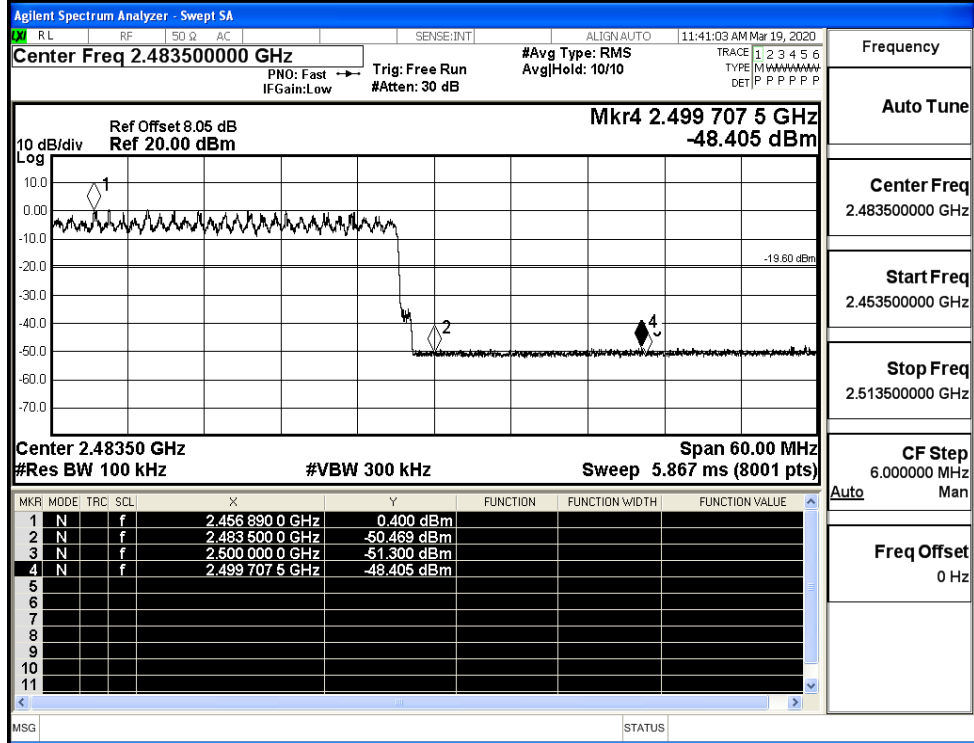 Agilent Spectrum Analyzer - Swept SA
LXI RL RF 50 Ω AC SENSE:INT ALIGNAUTO 11:41:03 AM Mar 19, 2020
Center Freq 2.483500000 GHz
PNO: Fast
IFGain:Low
Trig: Free Run
#Atten: 30 dB
#Avg Type: RMS
Avg|Hold: 10/10
TRACE 1 2 3 4 5 6
TYPE M WWWWW
DET P P P P P P
Mkr4 2.499 707 5 GHz
-48.405 dBm
Ref Offset 8.05 dB
10 dB/div Ref 20.00 dBm
Log
10.0
0.00
-10.0
-20.0
-30.0
-40.0
-50.0
-60.0
-70.0
1
2
4
-19.60 dBm
Center 2.48350 GHz Span 60.00 MHz
#Res BW 100 kHz #VBW 300 kHz Sweep 5.867 ms (8001 pts)
MKR MODE TRC SCL X Y FUNCTION FUNCTION WIDTH FUNCTION VALUE
1 N f 2.456 890 0 GHz 0.400 dBm
2 N f 2.483 500 0 GHz -50.469 dBm
3 N f 2.500 000 0 GHz -51.300 dBm
4 N f 2.499 707 5 GHz -48.405 dBm
5
6
7
8
9
10
11
MSG STATUS
Frequency
Auto Tune
Center Freq
2.483500000 GHz
Start Freq
2.453500000 GHz
Stop Freq
2.513500000 GHz
CF Step
6.000000 MHz
Auto Man
Freq Offset
0 Hz